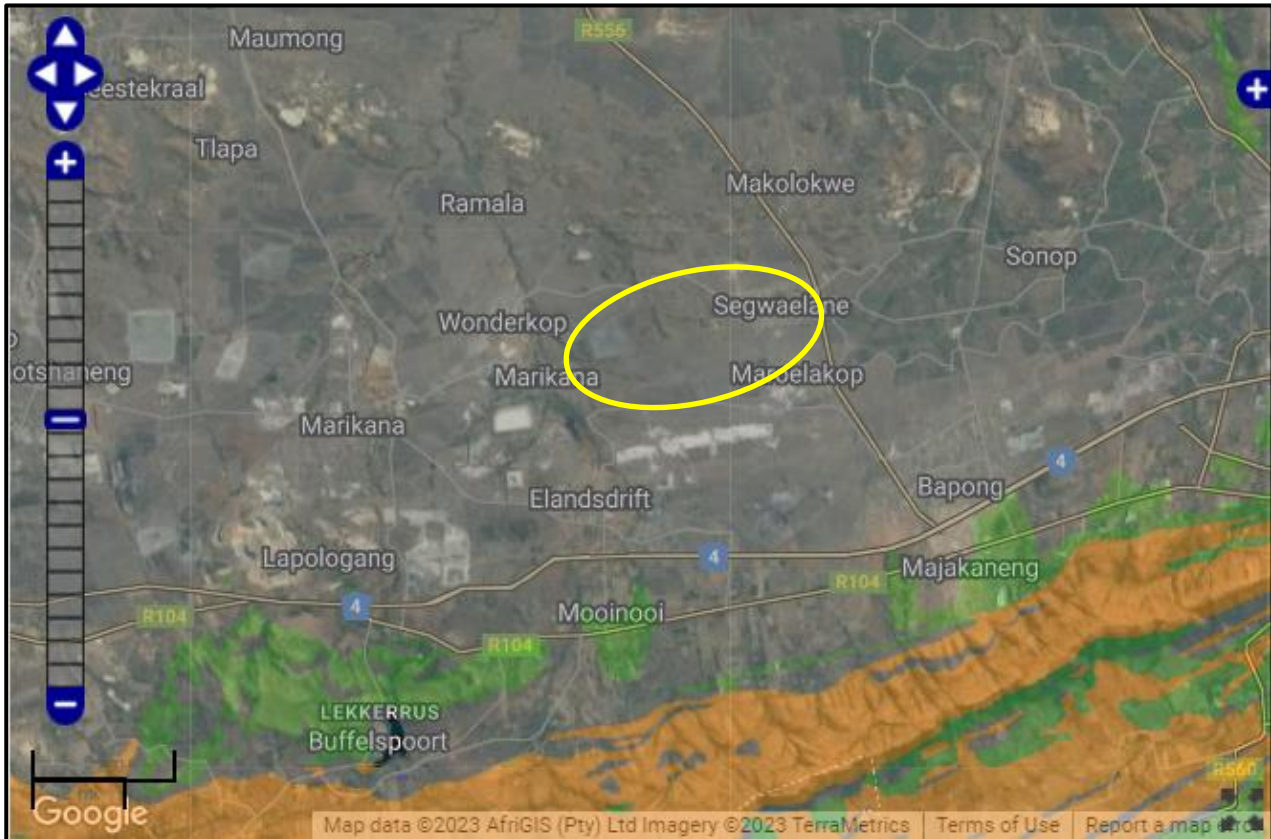 Maumong
R556
Tlapa
Makolokwe
Ramala
Sonop
Segwaelane
Wonderkop
Marikana
Maroelakop
Marikana
Elandsdrift
Bapong
4
4
Lapologang
Majakaneng
R104
4
R104
Mooinooi
R104
LEKKERRUS
Buffelspoort
R560
Google
Map data ©2023 AfriGIS (Pty) Ltd Imagery ©2023 TerraMetrics
Terms of Use
Report a map error